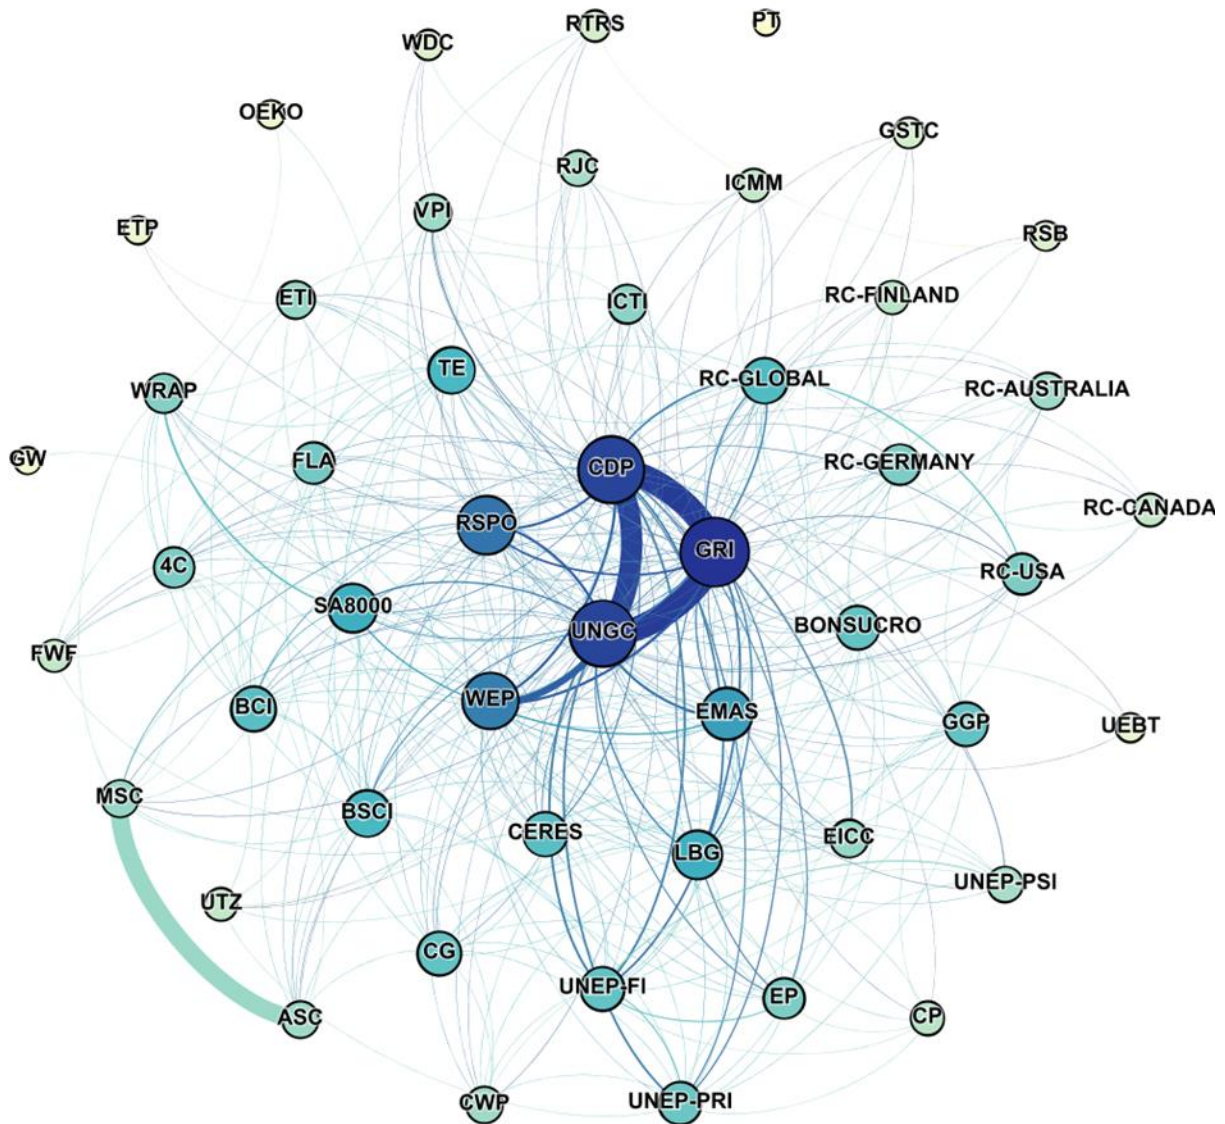 PT
RTRS
WDC
OEKO
GSTC
RJC
ICMM
VPI
ETP
RSB
ETI
ICTI
RC-FINLAND
TE
RC-GLOBAL
WRAP
RC-AUSTRALIA
GW
FLA
CDP
RC-GERMANY
RC-CANADA
RSPO
GRI
4C
RC-USA
SA8000
UNGC
BONSUCRO
FWF
BCI
WEP
EMAS
GGP
UEBT
MSC
BSCI
CERES
LBG
EICC
UNEP-PSI
UTZ
CG
UNEP-FI
EP
ASC
CP
CWP
UNEP-PRI